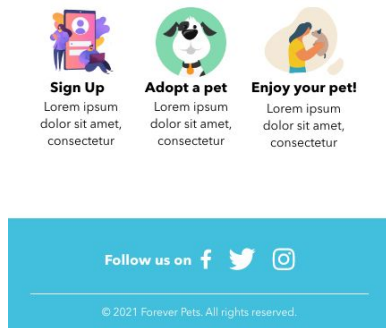 Sign Up
Lorem ipsum
dolor sit amet,
consectetur
Adopt a pet
Lorem ipsum
dolor sit amet,
consectetur
Enjoy your pet!
Lorem ipsum
dolor sit amet,
consectetur
Follow us on
© 2021 Forever Pets. All rights reserved.